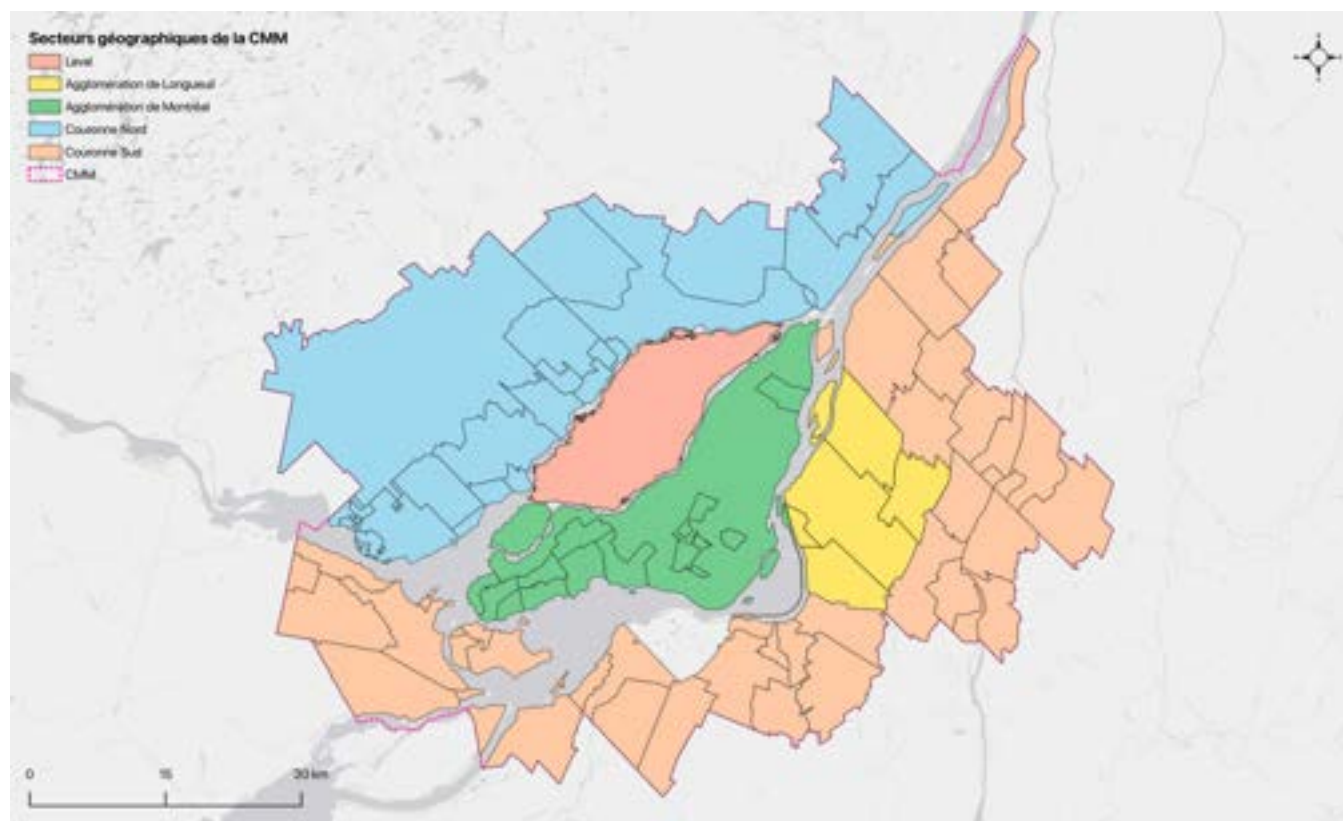 Secteurs géographiques de la CMM
Laval
Agglomération de Longueuil
Agglomération de Montréal
Couronne Nord
Couronne Sud
CMM
0 15 30 km